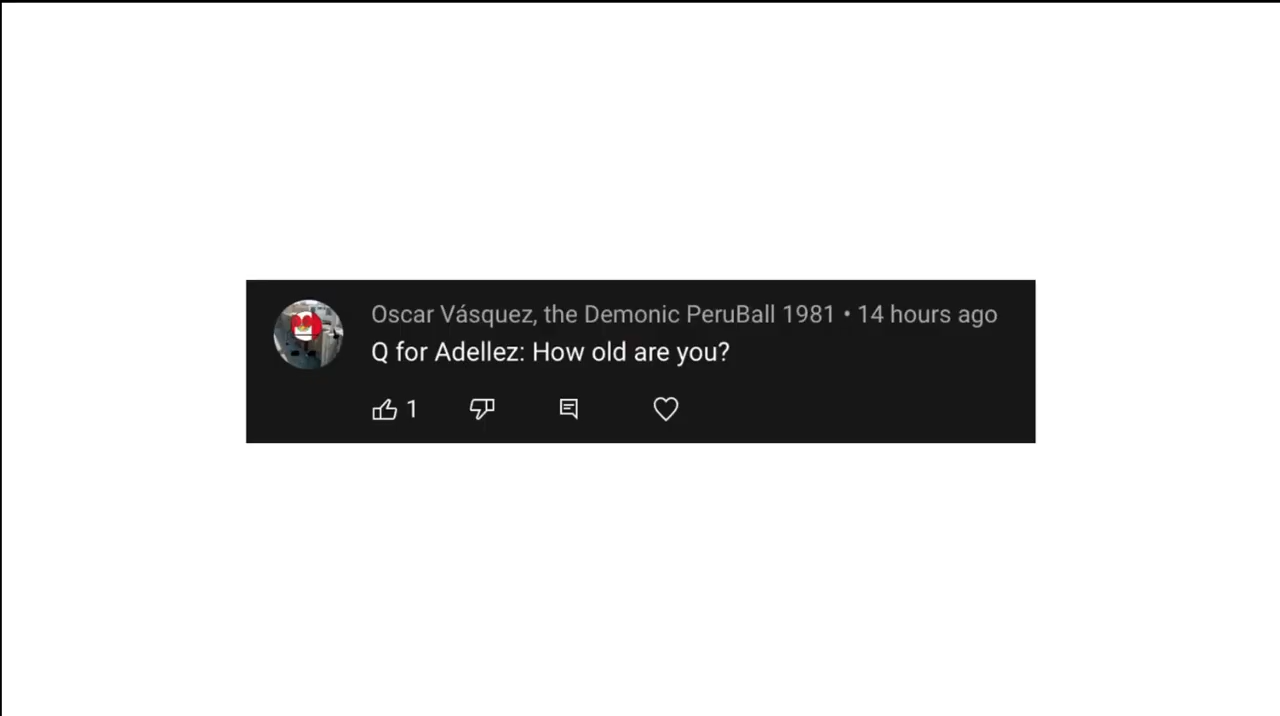 Oscar Vásquez, the Demonic PeruBall 1981 • 14 hours ago
Q for Adellez: How old are you?
1